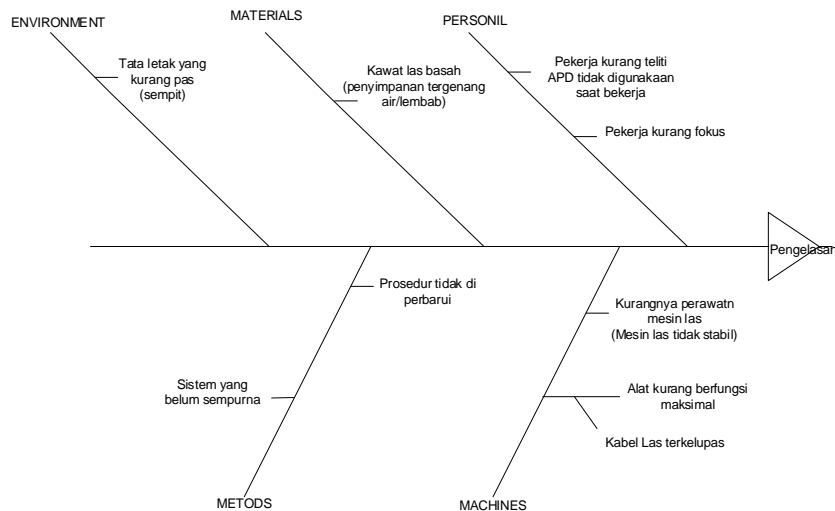 ENVIRONMENT
MATERIALS
PERSONIL
Tata letak yang
kurang pas
(sempit)
Kawat las basah
(penyimpanan tergenang
air/lembab)
Pekerja kurang teliti
APD tidak digunakaan
saat bekerja
Pekerja kurang fokus
Pengelasan
Prosedur tidak di
perbarui
Kurangnya perawatn
mesin las
(Mesin las tidak stabil)
Sistem yang
belum sempurna
Alat kurang berfungsi
maksimal
Kabel Las terkelupas
METODS
MACHINES